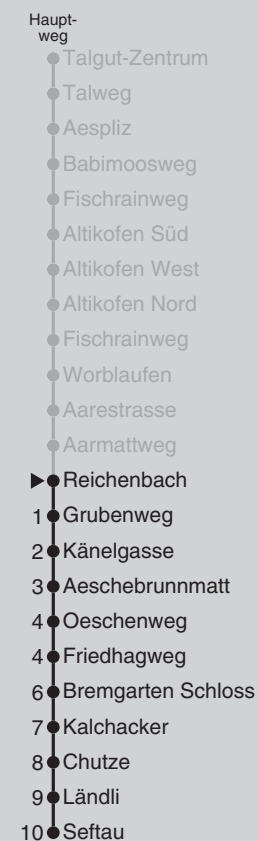 Haupt-
weg
Talgut-Zentrum
Talweg
Aespliz
Babimoosweg
Fischrainweg
Altikofen Süd
Altikofen West
Altikofen Nord
Fischrainweg
Worblaufen
Aarestrasse
Aarmattweg
Reichenbach
1 Grubenweg
2 Känelgasse
3 Aeschebrunnmatt
4 Oeschenweg
4 Friedhagweg
6 Bremgarten Schloss
7 Kalchacker
8 Chutze
9 Ländli
10 Seftau